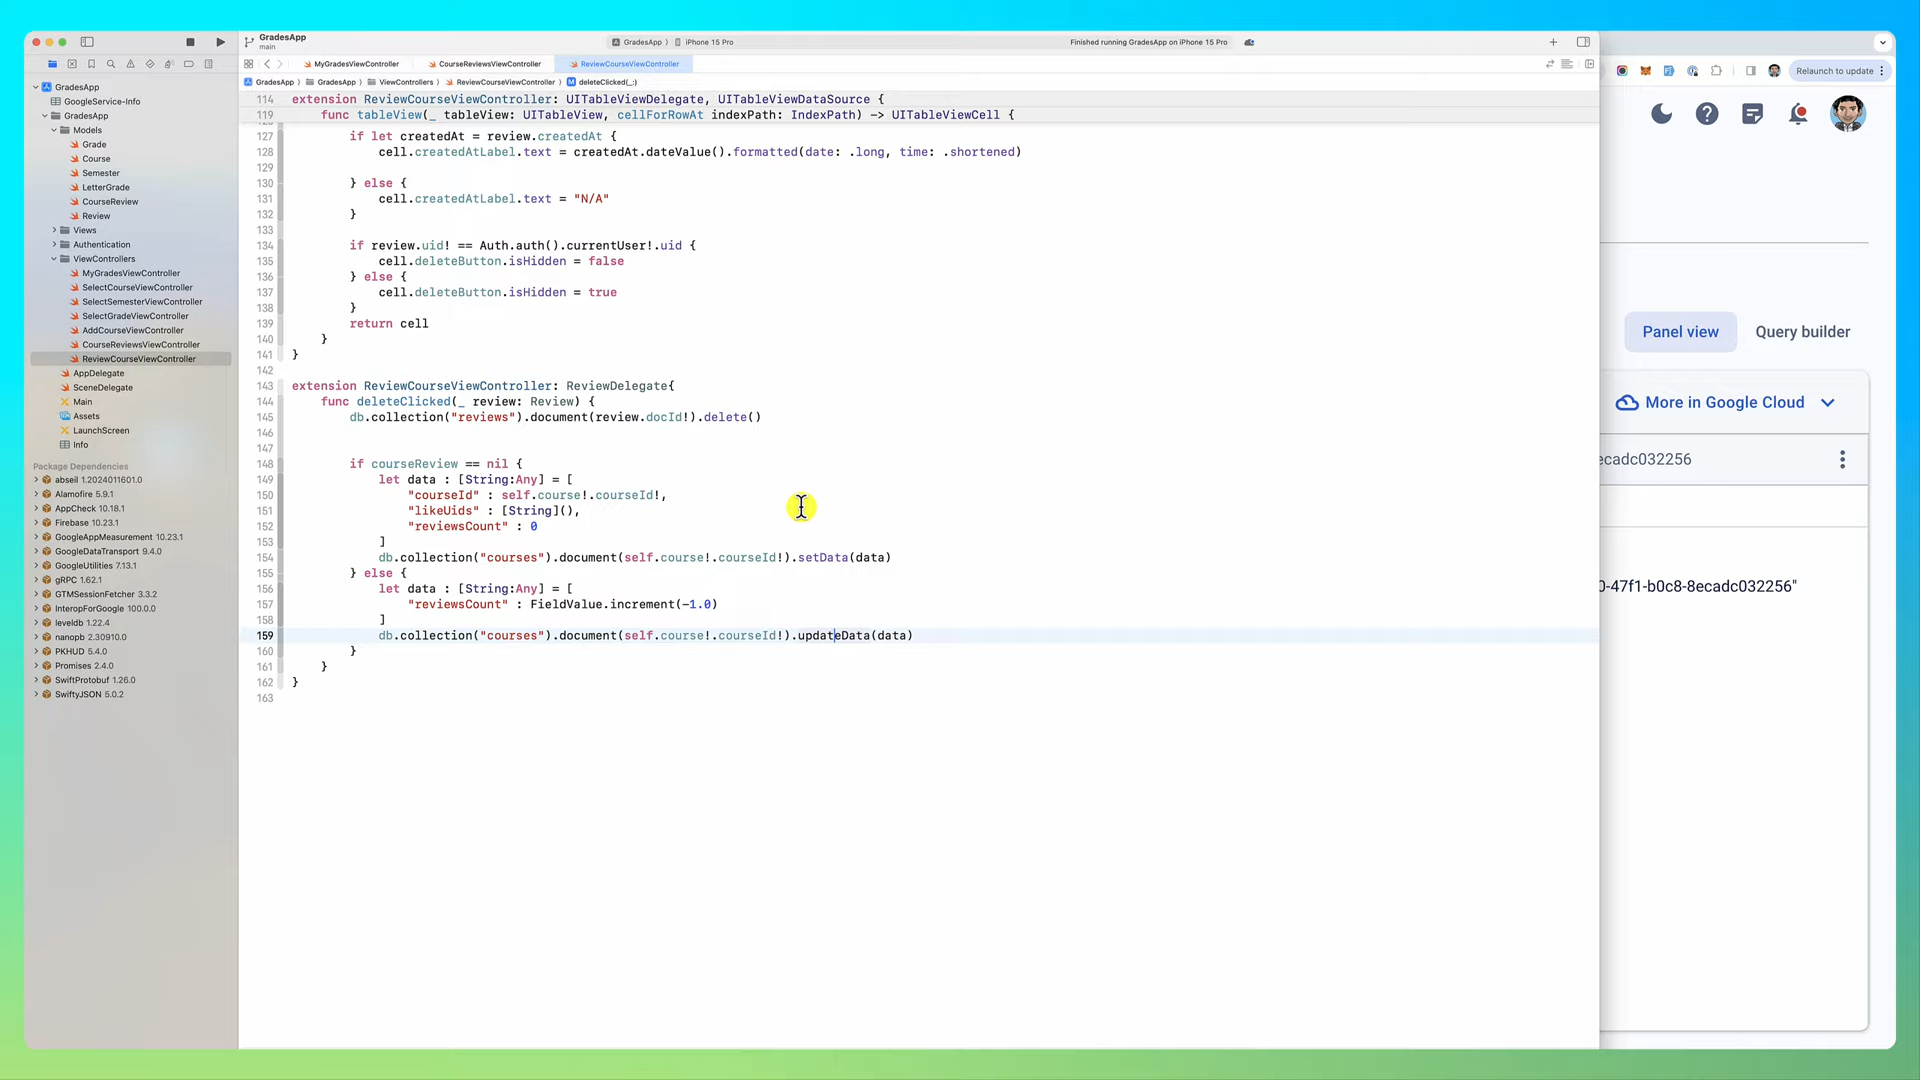 GradesApp
main
GradesApp
iPhone 15 Pro
Finished running GradesApp on iPhone 15 Pro
Relaunch to update
MyGradesViewController
CourseReviewsViewController
ReviewCourseViewController
GradesApp
GradesApp
ViewControllers
ReviewCourseViewController
M
deleteClicked(_:)
GradesApp
GoogleService-Info
GradesApp
Models
Grade
Course
Semester
LetterGrade
CourseReview
Review
Views
Authentication
ViewControllers
MyGradesViewController
SelectCourseViewController
SelectSemesterViewController
SelectGradeViewController
AddCourseViewController
CourseReviewsViewController
ReviewCourseViewController
AppDelegate
SceneDelegate
Main
Assets
LaunchScreen
Info
Package Dependencies
abseil 1.2024011601.0
Alamofire 5.9.1
AppCheck 10.18.1
Firebase 10.23.1
GoogleAppMeasurement 10.23.1
GoogleDataTransport 9.4.0
GoogleUtilities 7.13.1
gRPC 1.62.1
GTMSessionFetcher 3.3.2
InteropForGoogle 100.0.0
leveldb 1.22.4
nanopb 2.30910.0
PKHUD 5.4.0
Promises 2.4.0
SwiftProtobuf 1.26.0
SwiftyJSON 5.0.2
114 extension ReviewCourseViewController: UITableViewDelegate, UITableViewDataSource {
119 func tableView(_ tableView: UITableView, cellForRowAt indexPath: IndexPath) -> UITableViewCell {
127 if let createdAt = review.createdAt {
128 cell.createdAtLabel.text = createdAt.dateValue().formatted(date: .long, time: .shortened)
129
130 } else {
131 cell.createdAtLabel.text = "N/A"
132 }
133
134 if review.uid! == Auth.auth().currentUser!.uid {
135 cell.deleteButton.isHidden = false
136 } else {
137 cell.deleteButton.isHidden = true
138 }
139 return cell
140 }
141 }
142
143 extension ReviewCourseViewController: ReviewDelegate{
144 func deleteClicked(_ review: Review) {
145 db.collection("reviews").document(review.docId!).delete()
146
147
148 if courseReview == nil {
149 let data : [String:Any] = [
150 "courseId" : self.course!.courseId!,
151 "likeUids" : [String](),
152 "reviewsCount" : 0
153 ]
154 db.collection("courses").document(self.course!.courseId!).setData(data)
155 } else {
156 let data : [String:Any] = [
157 "reviewsCount" : FieldValue.increment(-1.0)
158 ]
159 db.collection("courses").document(self.course!.courseId!).updateData(data)
160 }
161 }
162 }
163
Panel view
Query builder
More in Google Cloud
ecadc032256
0-47f1-b0c8-8ecadc032256"